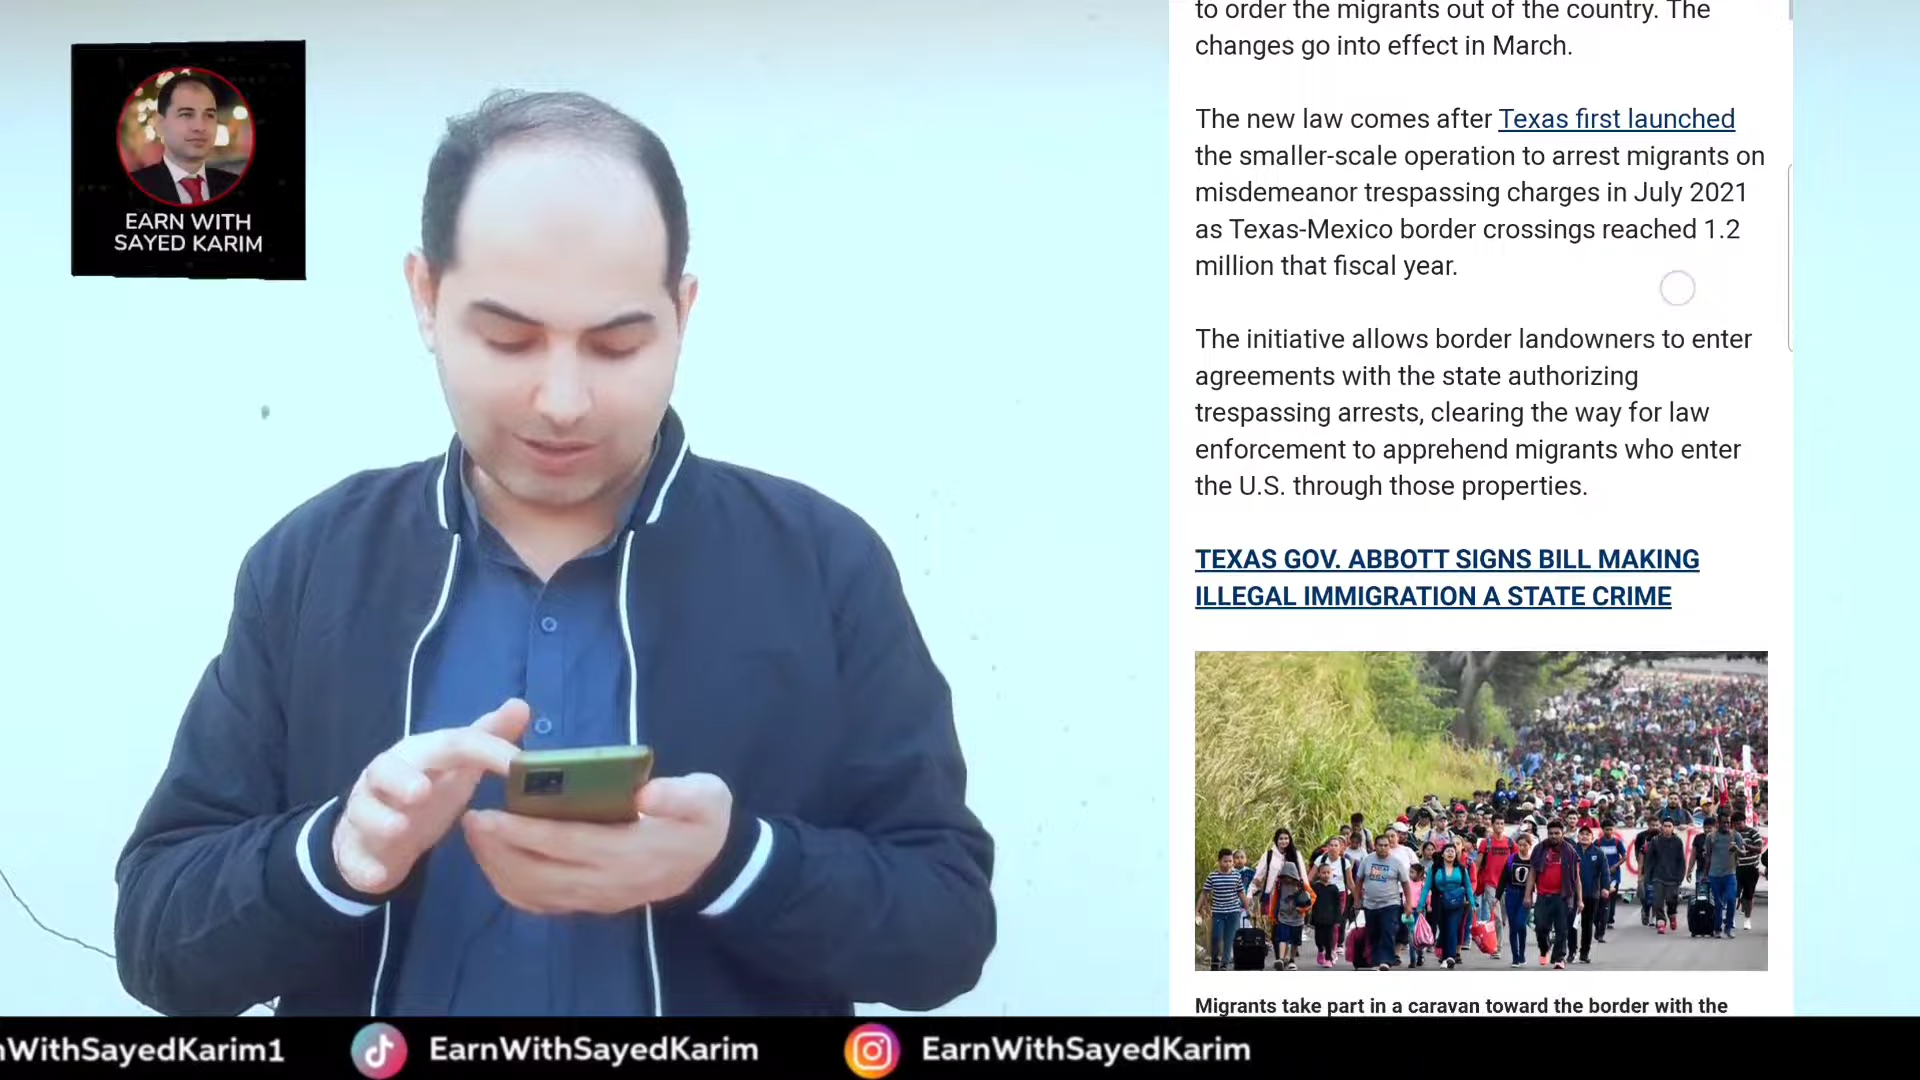 EARN WITH
SAYED KARIM
to order the migrants out of the country. The
changes go into effect in March.
The new law comes after Texas first launched
the smaller-scale operation to arrest migrants on
misdemeanor trespassing charges in July 2021
as Texas-Mexico border crossings reached 1.2
million that fiscal year.
The initiative allows border landowners to enter
agreements with the state authorizing
trespassing arrests, clearing the way for law
enforcement to apprehend migrants who enter
the U.S. through those properties.
TEXAS GOV. ABBOTT SIGNS BILL MAKING
ILLEGAL IMMIGRATION A STATE CRIME
Migrants take part in a caravan toward the border with the
WithSayedKarim1
EarnWithSayedKarim
EarnWithSayedKarim